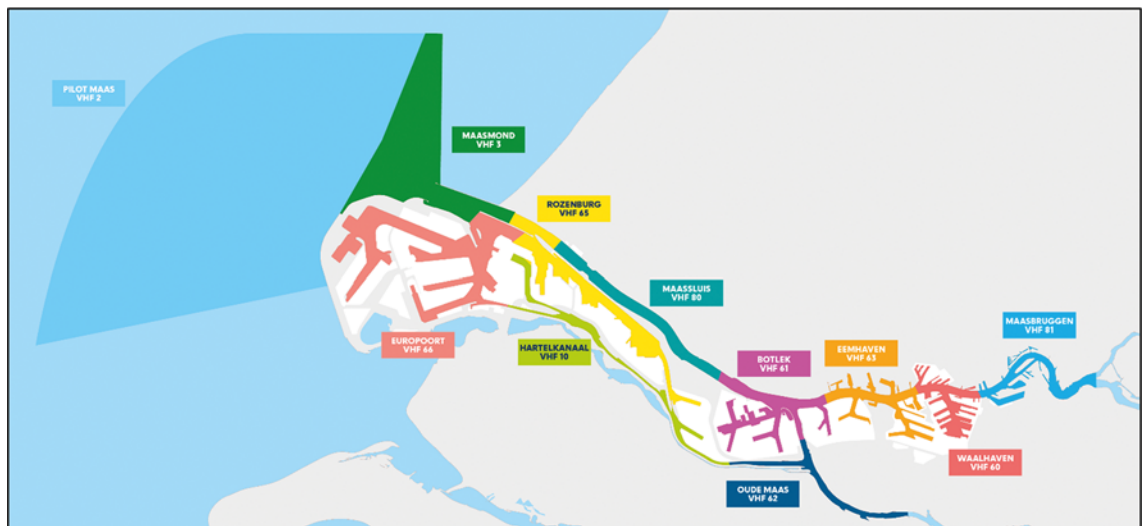 PILOT MAAS
VHF 2
MAASMOND
VHF 3
ROZENBURG
VHF 65
MAASSLUIS
VHF 80
EUROPOORT
VHF 66
HARTELKANAAL
VHF 10
BOTLEK
VHF 61
EEMHAVEN
VHF 63
MAASBRUGGEN
VHF 81
WAALHAVEN
VHF 60
OUDE MAAS
VHF 62